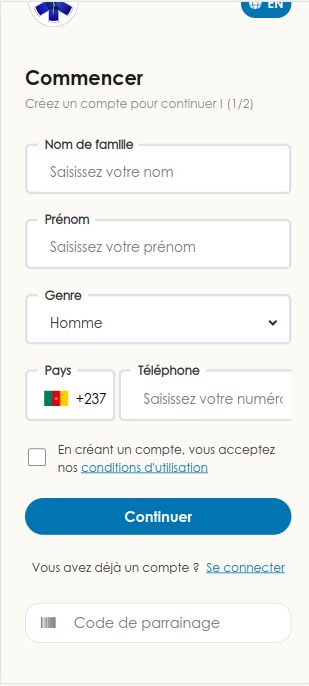 EN
Commencer
Créez un compte pour continuer ! (1/2)
Nom de famille
Saisissez votre nom
Prénom
Saisissez votre prénom
Genre
Homme
Pays
Téléphone
+237
Saisissez votre numéro
En créant un compte, vous acceptez
nos conditions d'utilisation
Continuer
Vous avez déjà un compte ? Se connecter
Code de parrainage